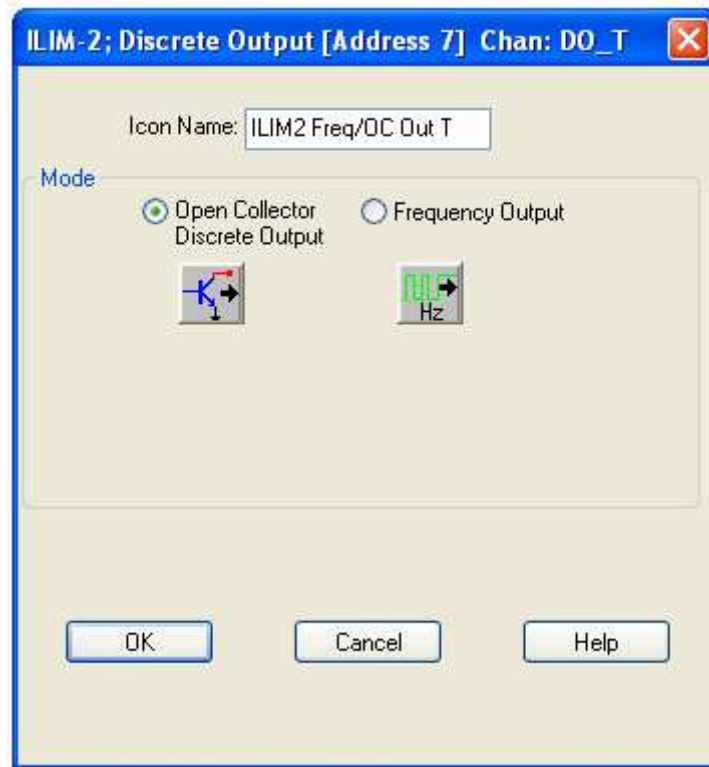 ILIM-2; Discrete Output [Address 7] Chan: DO_T
Icon Name: ILIM2 Freq/OC Out T
Mode
Open Collector
Discrete Output
Frequency Output
Hz
OK
Cancel
Help